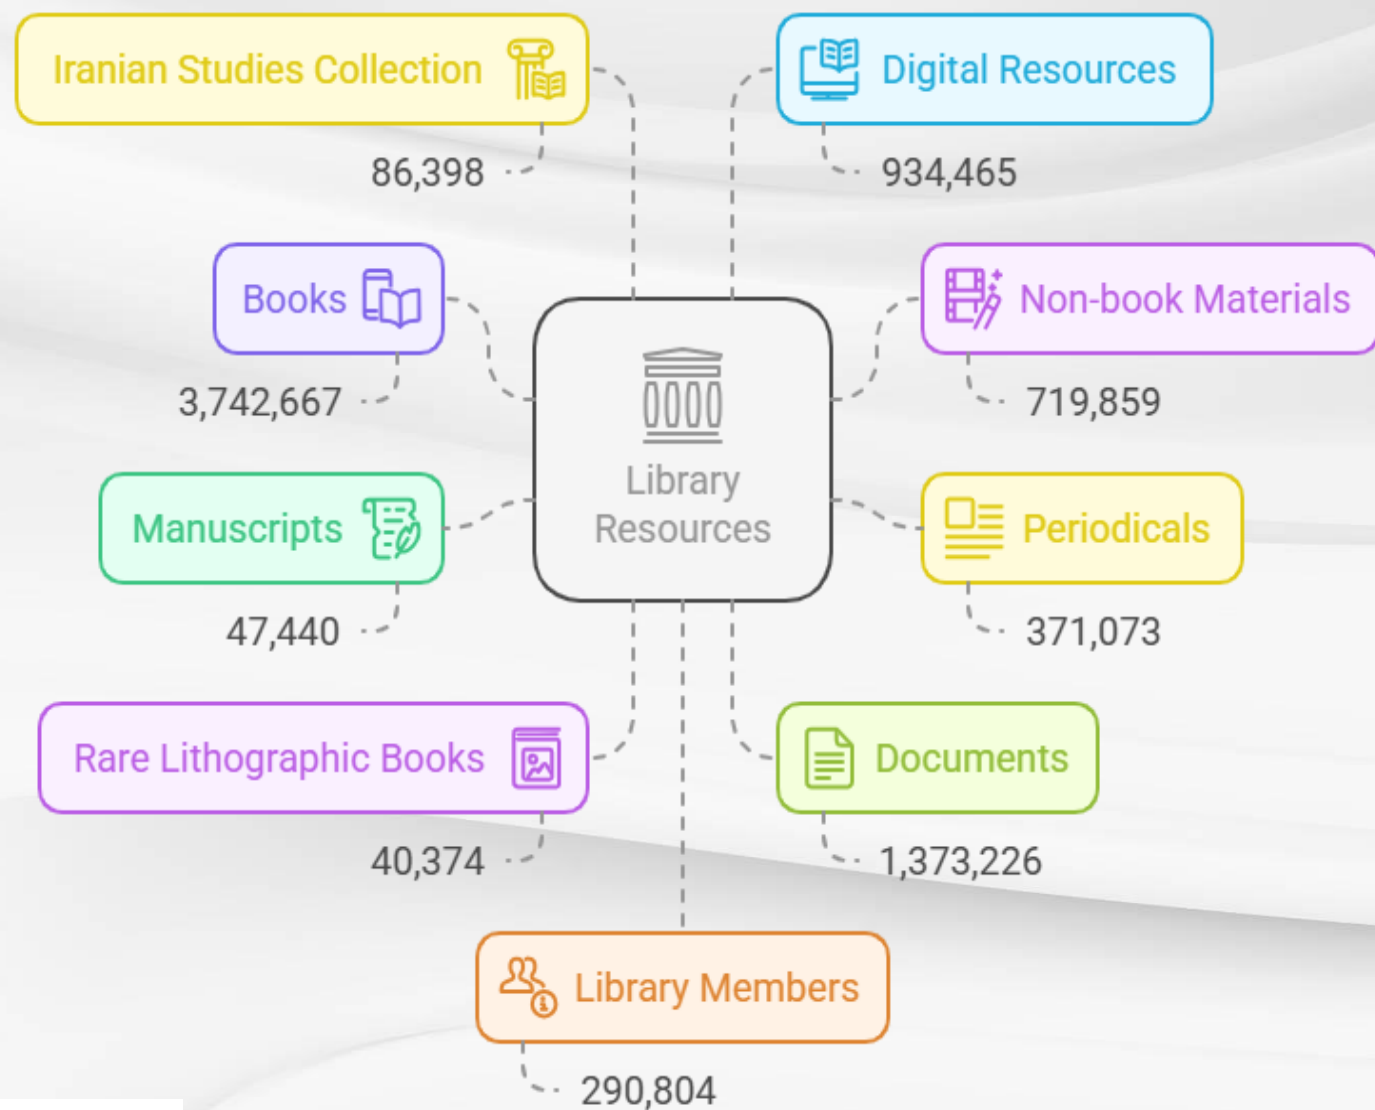 Iranian Studies Collection
86,398
Digital Resources
934,465
Books
3,742,667
Non-book Materials
719,859
Library
Resources
Manuscripts
47,440
Periodicals
371,073
Rare Lithographic Books
40,374
Documents
1,373,226
Library Members
290,804